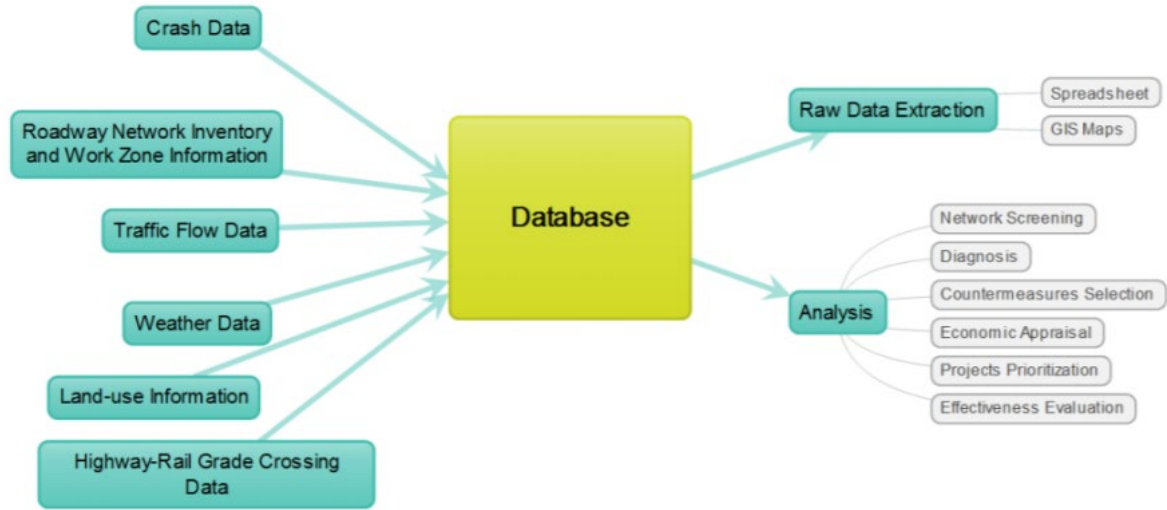 Crash Data
Roadway Network Inventory
and Work Zone Information
Traffic Flow Data
Weather Data
Land-use Information
Highway-Rail Grade Crossing
Data
Database
Raw Data Extraction
Spreadsheet
GIS Maps
Analysis
Network Screening
Diagnosis
Countermeasures Selection
Economic Appraisal
Projects Prioritization
Effectiveness Evaluation